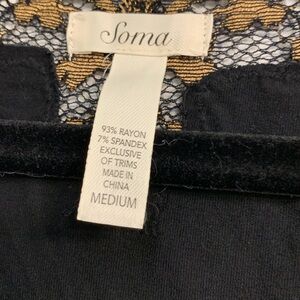 Soma
93% RAYON
7% SPANDEX
EXCLUSIVE
OF TRIMS
MADE IN
CHINA
MEDIUM